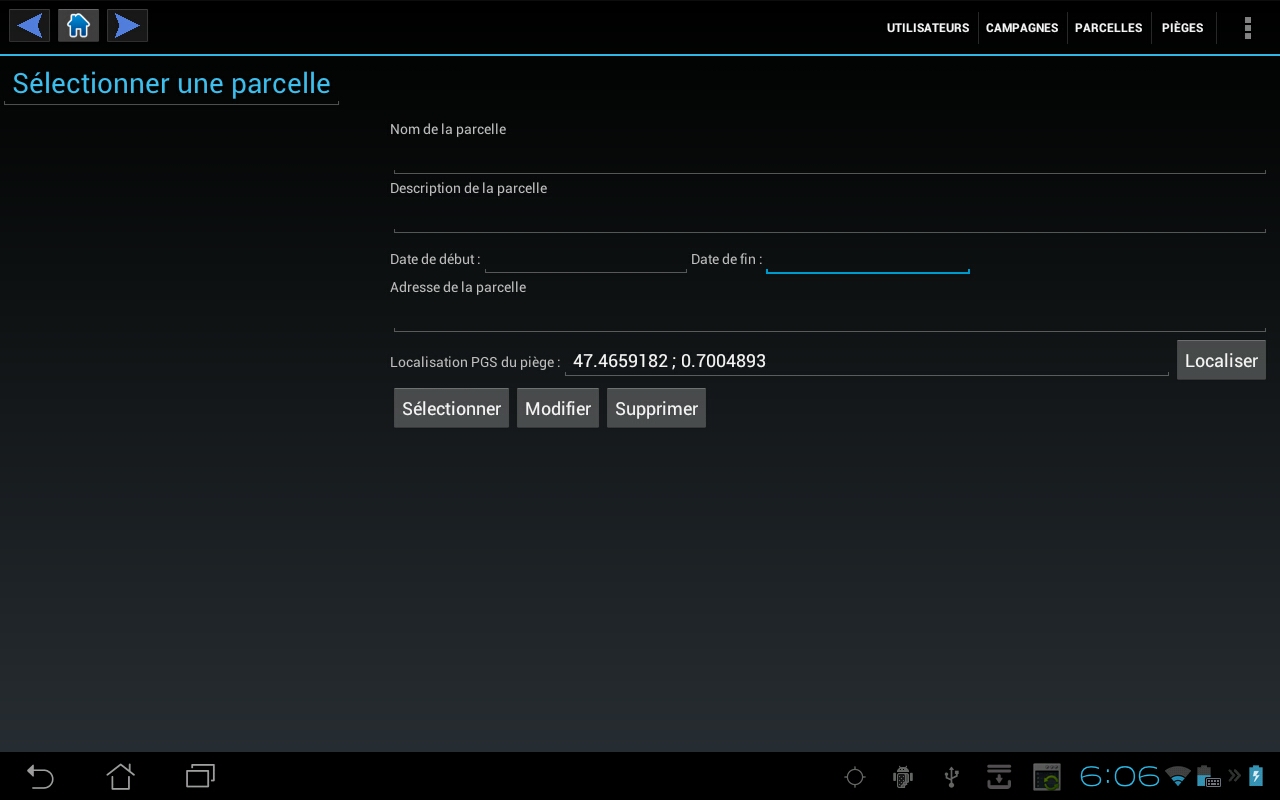 UTILISATEURS CAMPAGNES PARCELLES PIÈGES
Sélectionner une parcelle
Nom de la parcelle
Description de la parcelle
Date de début : Date de fin :
Adresse de la parcelle
Localisation PGS du piège : 47.4659182 ; 0.7004893 Localiser
Sélectionner Modifier Supprimer
6:06